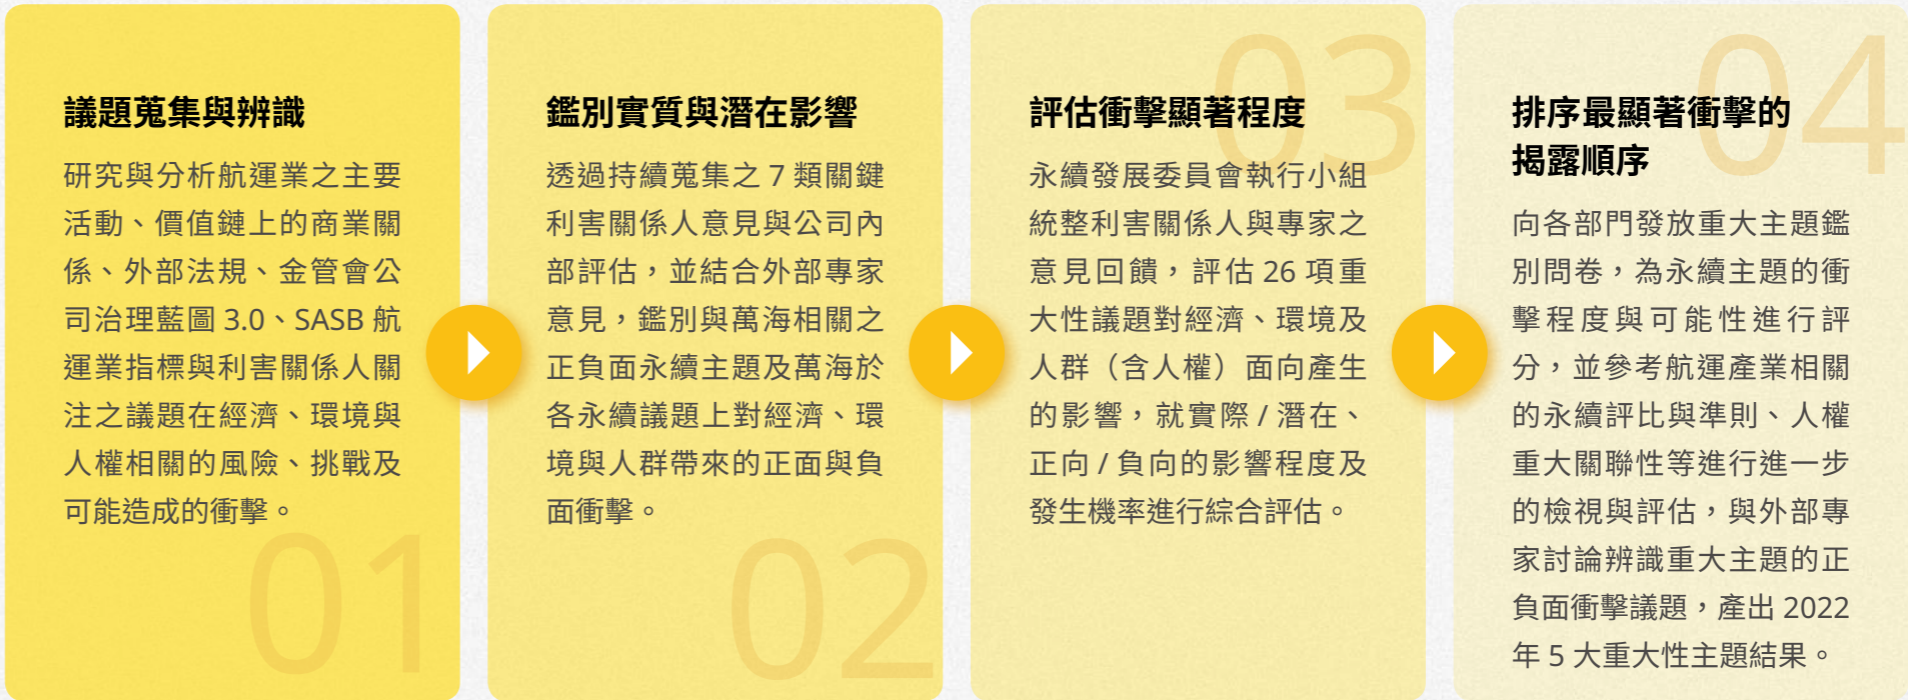 議題蒐集與辨識
研究與分析航運業之主要
活動、價值鏈上的商業關
係、外部法規、金管會公
司治理藍圖 3.0、SASB 航
運業指標與利害關係人關
注之議題在經濟、環境與
人權相關的風險、挑戰及
可能造成的衝擊。
01
鑑別實質與潛在影響
透過持續蒐集之 7 類關鍵
利害關係人意見與公司內
部評估，並結合外部專家
意見，鑑別與萬海相關之
正負面永續主題及萬海於
各永續議題上對經濟、環
境與人群帶來的正面與負
面衝擊。
02
03
評估衝擊顯著程度
永續發展委員會執行小組
統整利害關係人與專家之
意見回饋，評估 26 項重
大性議題對經濟、環境及
人群（含人權）面向產生
的影響，就實際 / 潛在、
正向 / 負向的影響程度及
發生機率進行綜合評估。
04
排序最顯著衝擊的
揭露順序
向各部門發放重大主題鑑
別問卷，為永續主題的衝
擊程度與可能性進行評
分，並參考航運產業相關
的永續評比與準則、人權
重大關聯性等進行進一步
的檢視與評估，與外部專
家討論辨識重大主題的正
負面衝擊議題，產出 2022
年 5 大重大性主題結果。